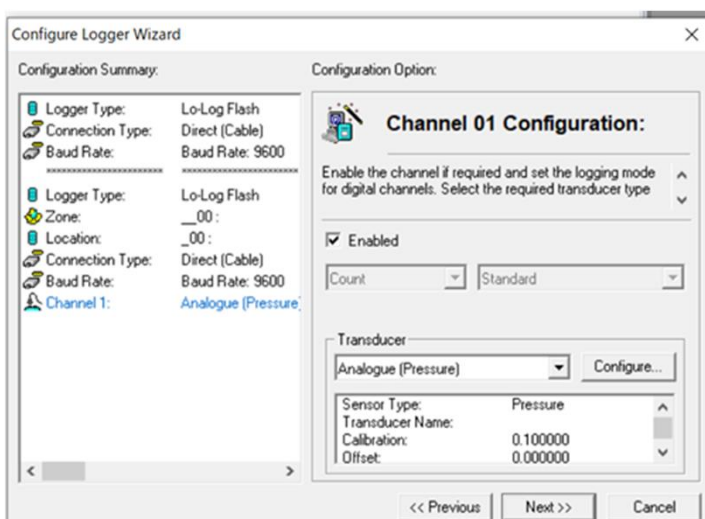 Configure Logger Wizard
Configuration Summary:
Logger Type: Lo-Log Flash
Connection Type: Direct (Cable)
Baud Rate: Baud Rate: 9600
Logger Type: Lo-Log Flash
Zone: __00 :
Location: _00 :
Connection Type: Direct (Cable)
Baud Rate: Baud Rate: 9600
Channel 1: Analogue (Pressure)
Configuration Option:
Channel 01 Configuration:
Enable the channel if required and set the logging mode
for digital channels. Select the required transducer type
Enabled
Count Standard
Transducer
Analogue (Pressure) Configure...
Sensor Type: Pressure
Transducer Name:
Calibration: 0.100000
Offset: 0.000000
<< Previous Next >> Cancel